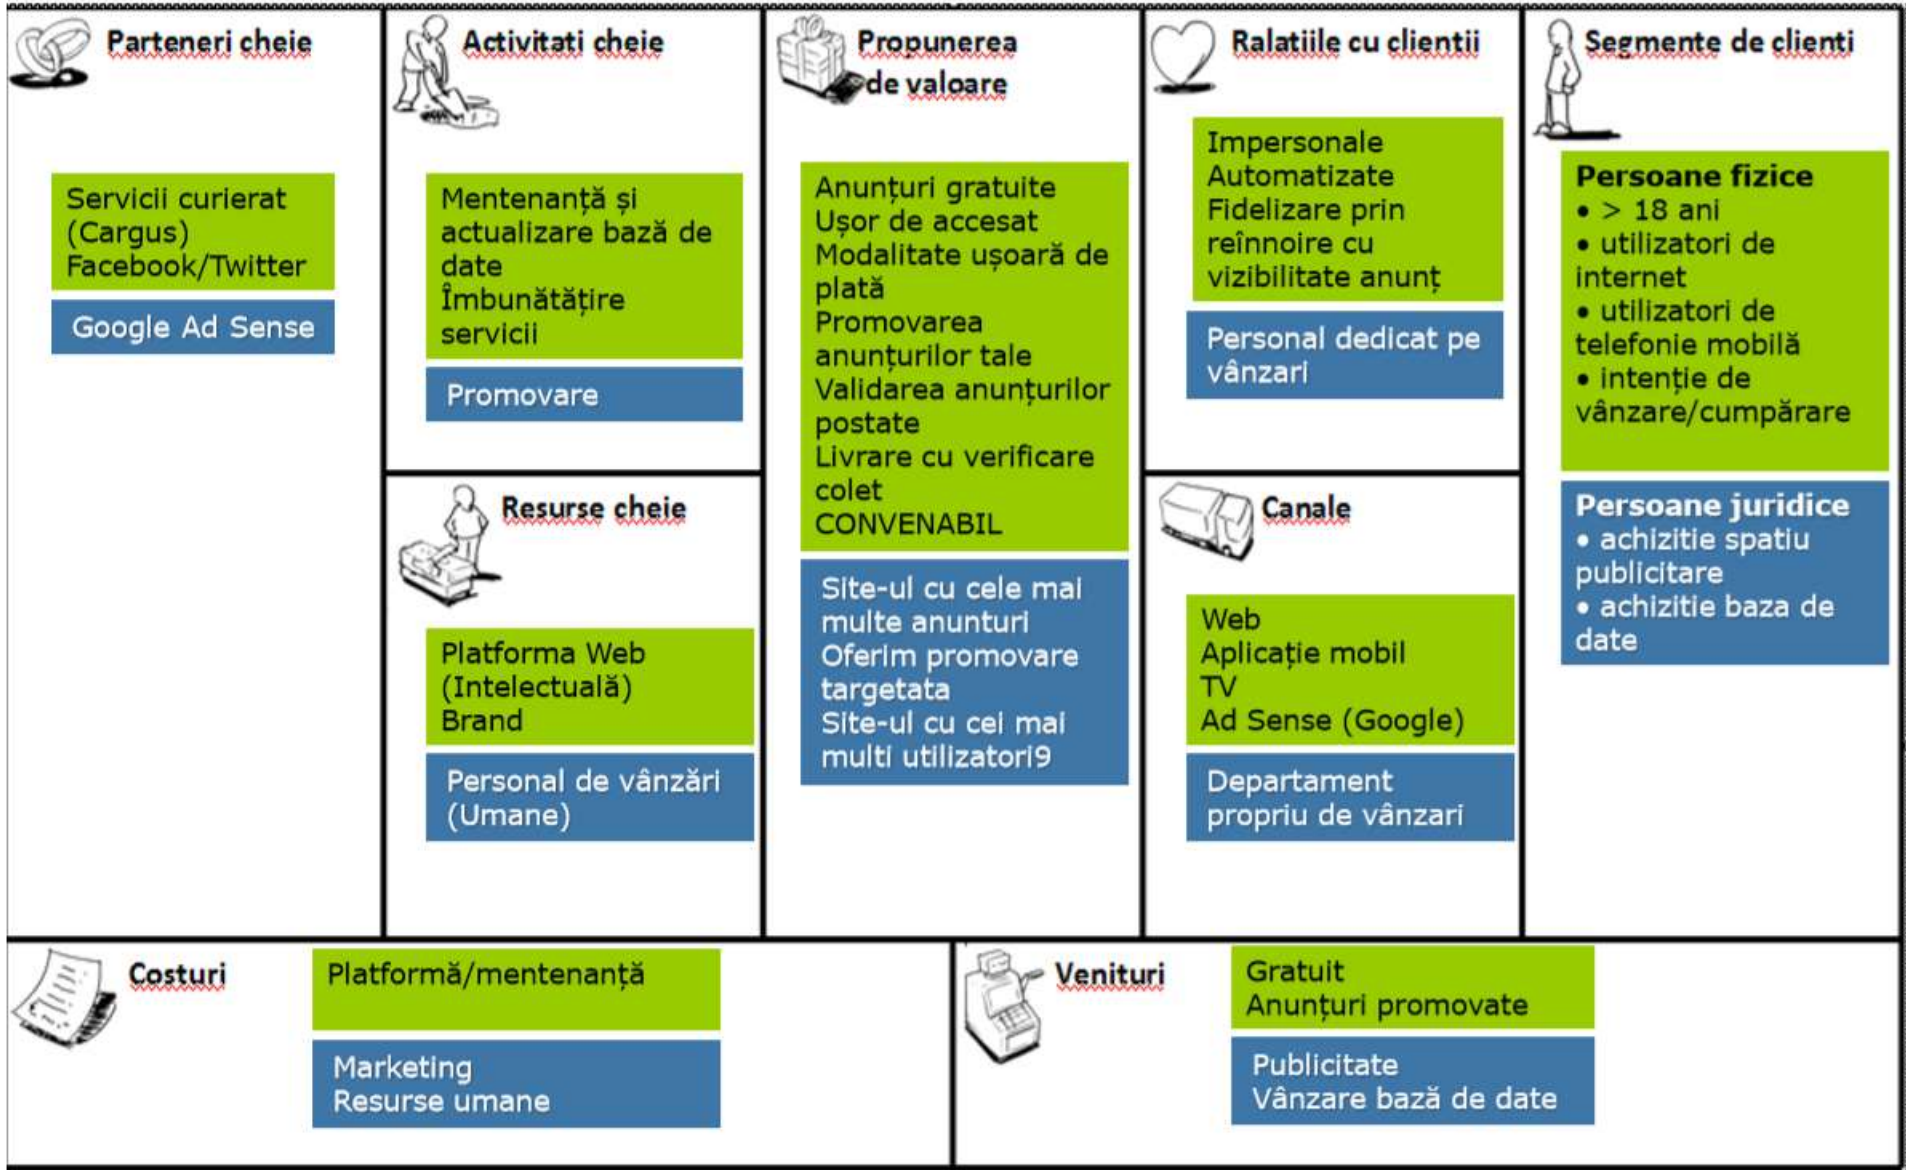 Parteneri cheie
Servicii curierat
(Cargus)
Facebook/Twitter
Google Ad Sense
Activitati cheie
Mentenanță și
actualizare bază de
date
Îmbunătățire
servicii
Promovare
Resurse cheie
Platforma Web
(Intelectuală)
Brand
Personal de vânzări
(Umane)
Propunerea
de valoare
Anunțuri gratuite
Ușor de accesat
Modalitate ușoară de
plată
Promovarea
anunțurilor tale
Validarea anunțurilor
postate
Livrare cu verificare
colet
CONVENABIL
Site-ul cu cele mai
multe anunturi
Oferim promovare
targetata
Site-ul cu cei mai
multi utilizatori9
Ralatiile cu clientii
Impersonale
Automatizate
Fidelizare prin
reînnoire cu
vizibilitate anunț
Personal dedicat pe
vânzari
Canale
Web
Aplicație mobil
TV
Ad Sense (Google)
Departament
propriu de vânzari
Segmente de clienti
Persoane fizice
• > 18 ani
• utilizatori de
internet
• utilizatori de
telefonie mobilă
• intenție de
vânzare/cumpărare
Persoane juridice
• achizitie spatiu
publicitare
• achizitie baza de
date
Costuri
Platformă/mentenanță
Marketing
Resurse umane
Venituri
Gratuit
Anunțuri promovate
Publicitate
Vânzare bază de date